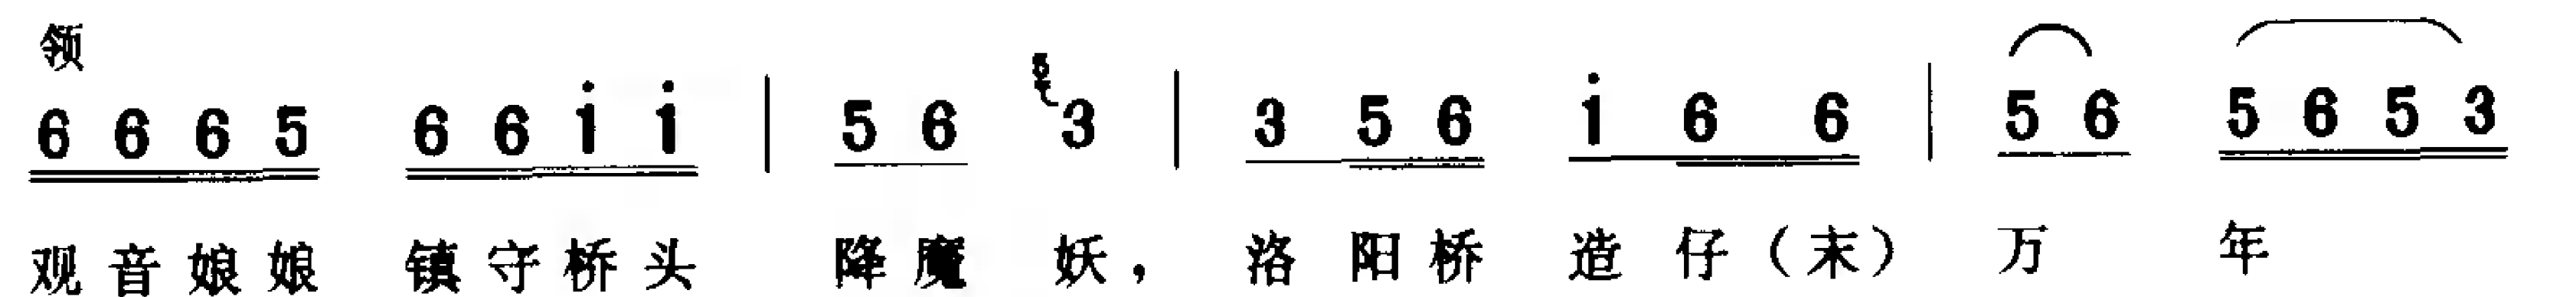 领
6 6 6 5 6 6 i i | 5 6 5 3 | 3 5 6 i 6 6 | 5 6 5 6 5 3
观音娘娘 镇守桥头 降魔 妖，洛 阳桥 造 仔（末）万 年